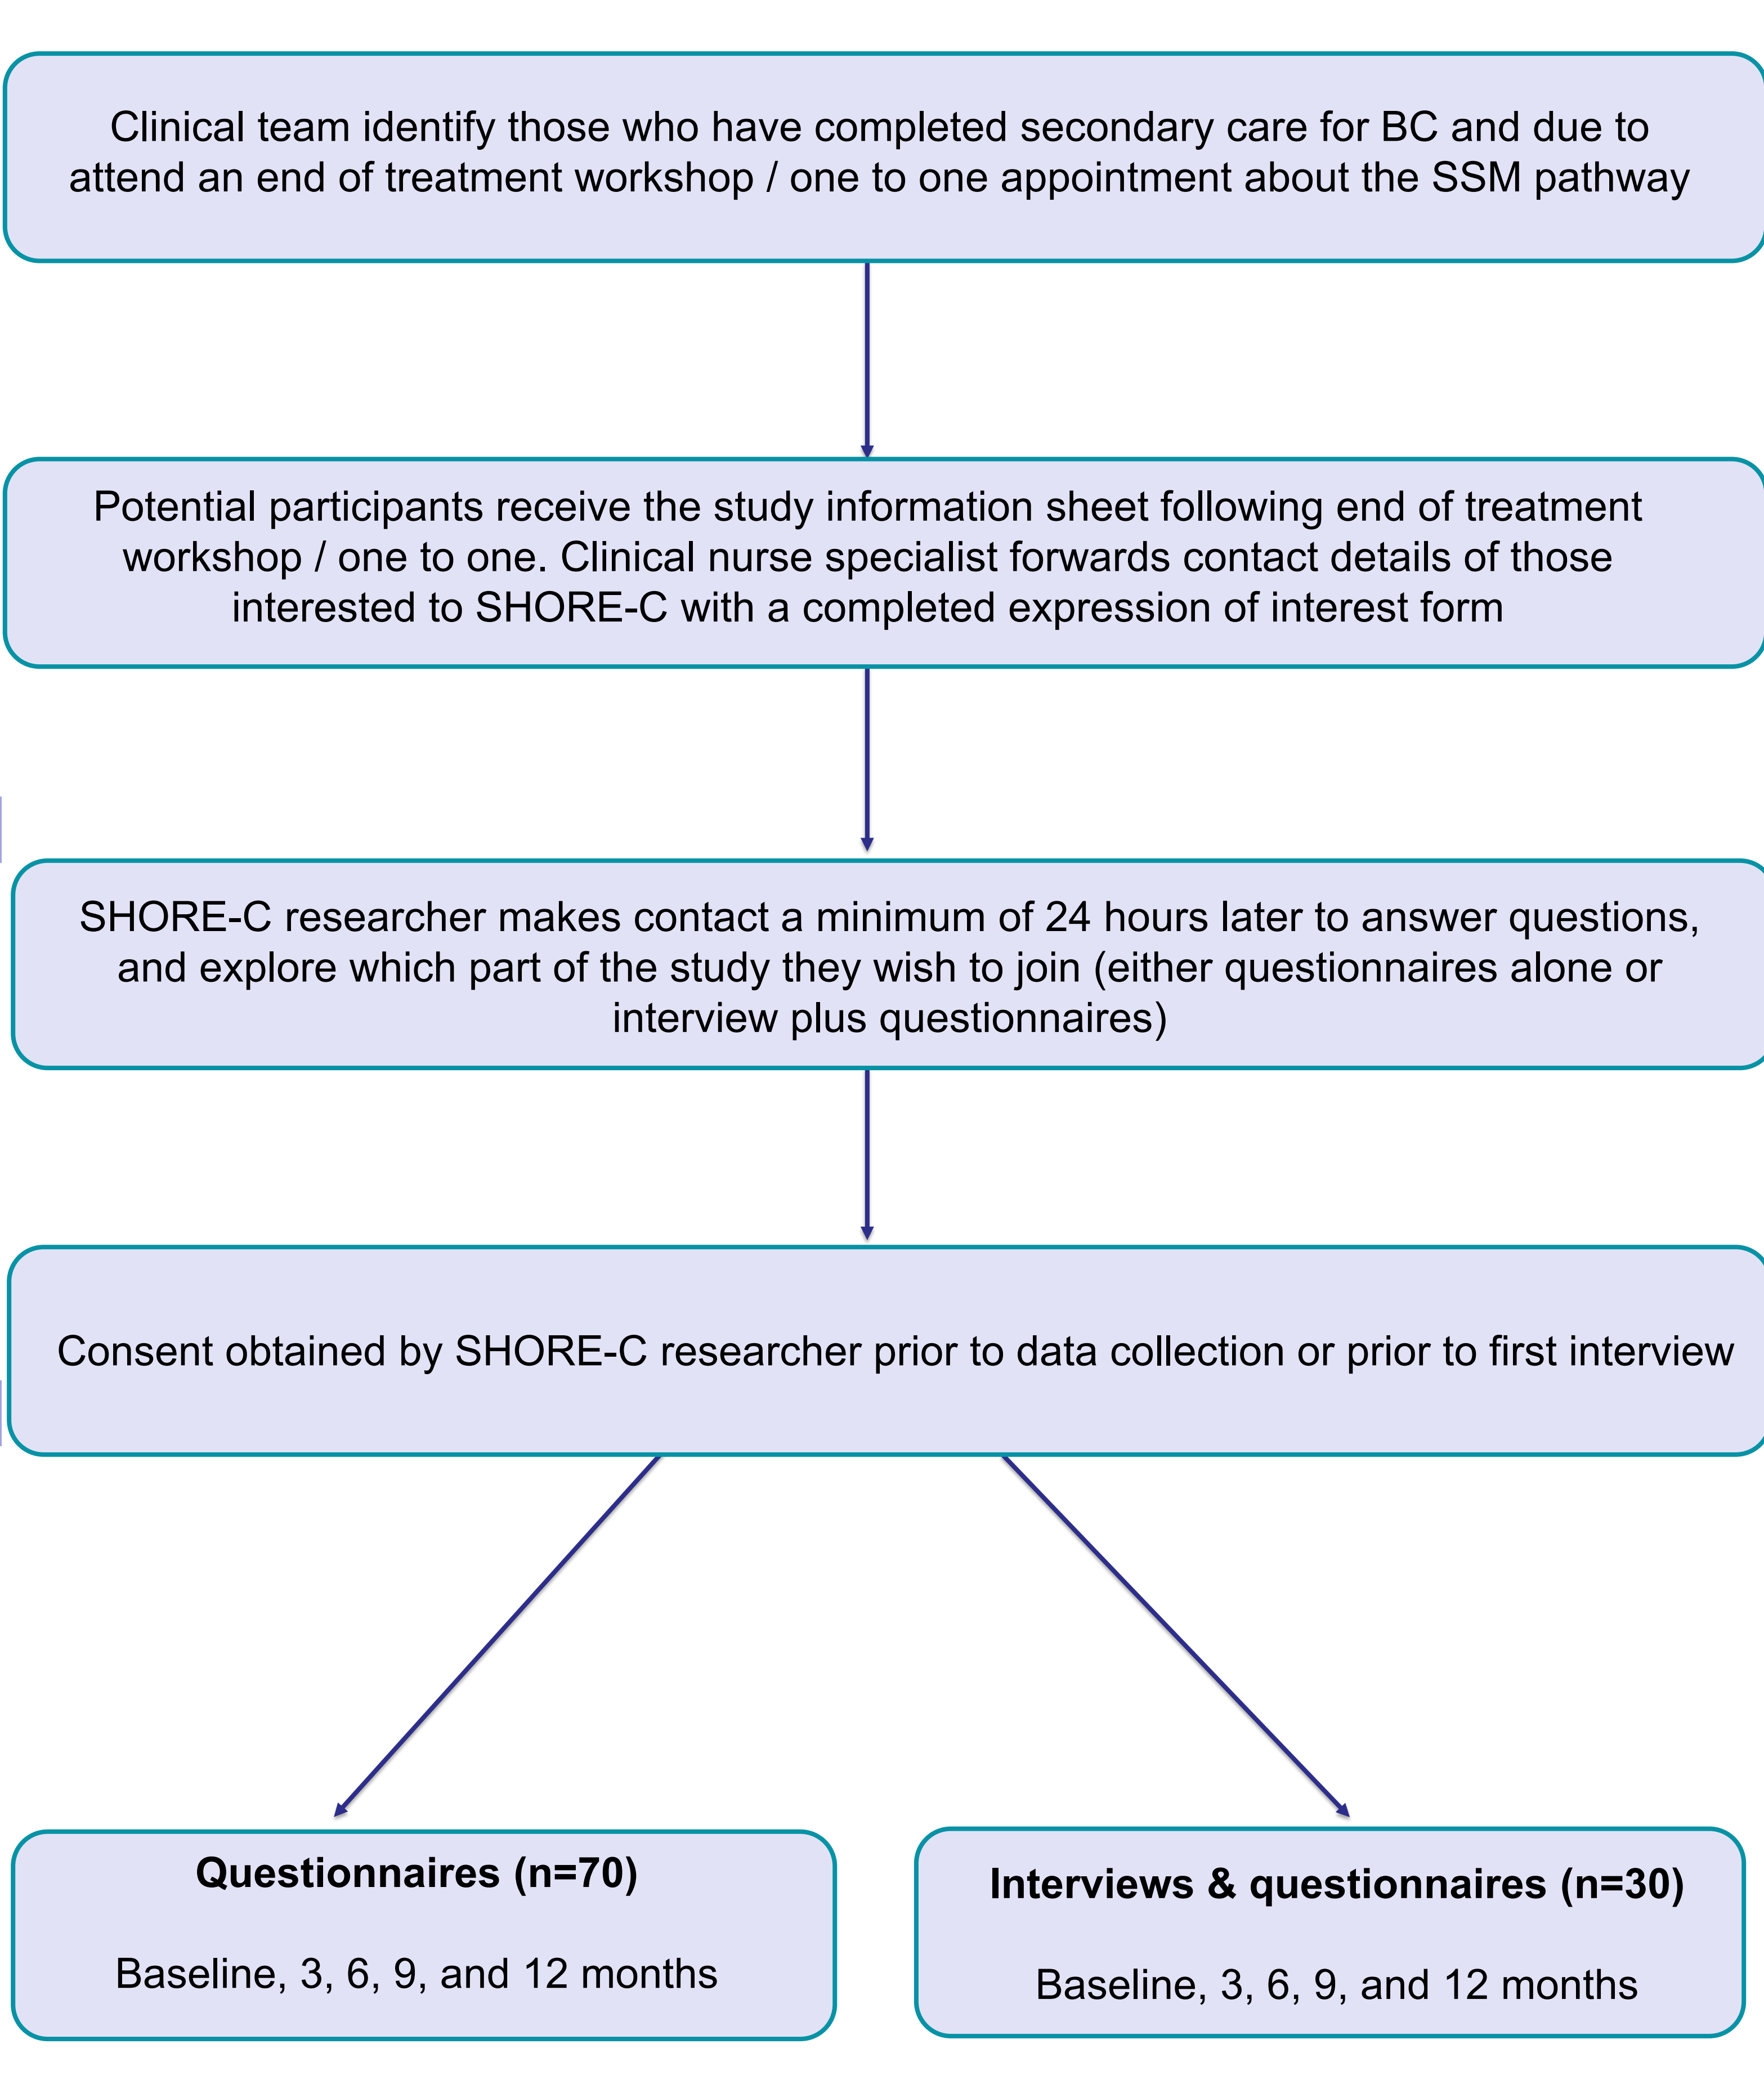 Clinical team identify those who have completed secondary care for BC and due to
attend an end of treatment workshop / one to one appointment about the SSM pathway
Potential participants receive the study information sheet following end of treatment
workshop / one to one. Clinical nurse specialist forwards contact details of those
interested to SHORE-C with a completed expression of interest form
SHORE-C researcher makes contact a minimum of 24 hours later to answer questions,
and explore which part of the study they wish to join (either questionnaires alone or
interview plus questionnaires)
Consent obtained by SHORE-C researcher prior to data collection or prior to first interview
Questionnaires (n=70)
Baseline, 3, 6, 9, and 12 months
Interviews & questionnaires (n=30)
Baseline, 3, 6, 9, and 12 months